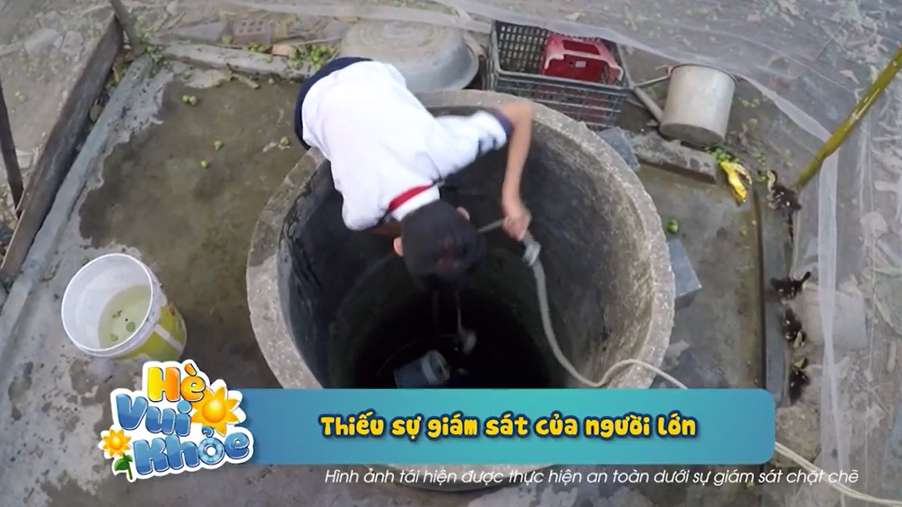 Hè
Vui
Khỏe
Thiếu sự giám sát của người lớn
Hình ảnh tái hiện được thực hiện an toàn dưới sự giám sát chặt chẽ